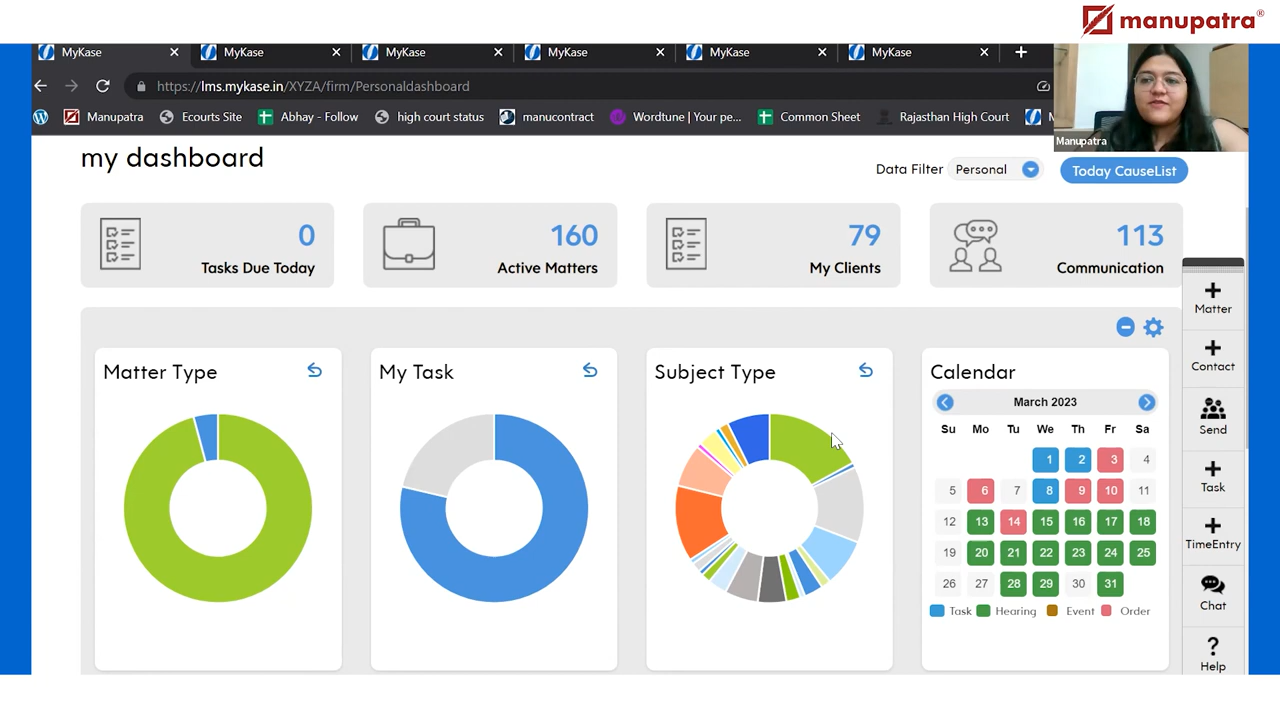 manupatra®
MyKase
MyKase
MyKase
MyKase
MyKase
MyKase
https://lms.mykase.in/XYZA/firm/Personaldashboard
Manupatra
Ecourts Site
Abhay - Follow
high court status
manucontract
Wordtune | Your pe...
Common Sheet
Rajasthan High Court
M
Manupatra
my dashboard
Data Filter
Personal
Today CauseList
0
Tasks Due Today
160
Active Matters
79
My Clients
113
Communication
Matter Type
My Task
Subject Type
Calendar
March 2023
Su Mo Tu We Th Fr Sa
1 2 3 4
5 6 7 8 9 10 11
12 13 14 15 16 17 18
19 20 21 22 23 24 25
26 27 28 29 30 31
Task Hearing Event Order
Matter
Contact
Send
Task
TimeEntry
Chat
?
Help